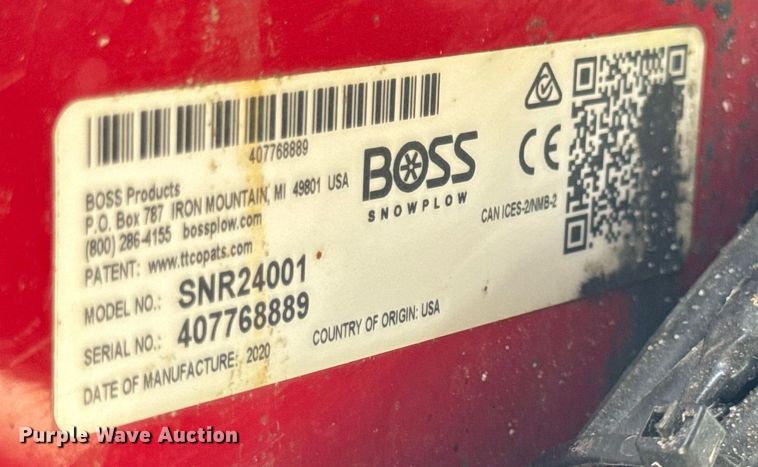 407768889
BOSS Products
P.O. Box 787 IRON MOUNTAIN, MI 49801 USA
(800) 286-4155 bossplow.com
PATENT: www.ttcopats.com
BOSS
SNOWPLOW
CE
CAN ICES-2/NMB-2
MODEL NO.: SNR24001
SERIAL NO.: 407768889
DATE OF MANUFACTURE: 2020
COUNTRY OF ORIGIN: USA
Purple Wave Auction